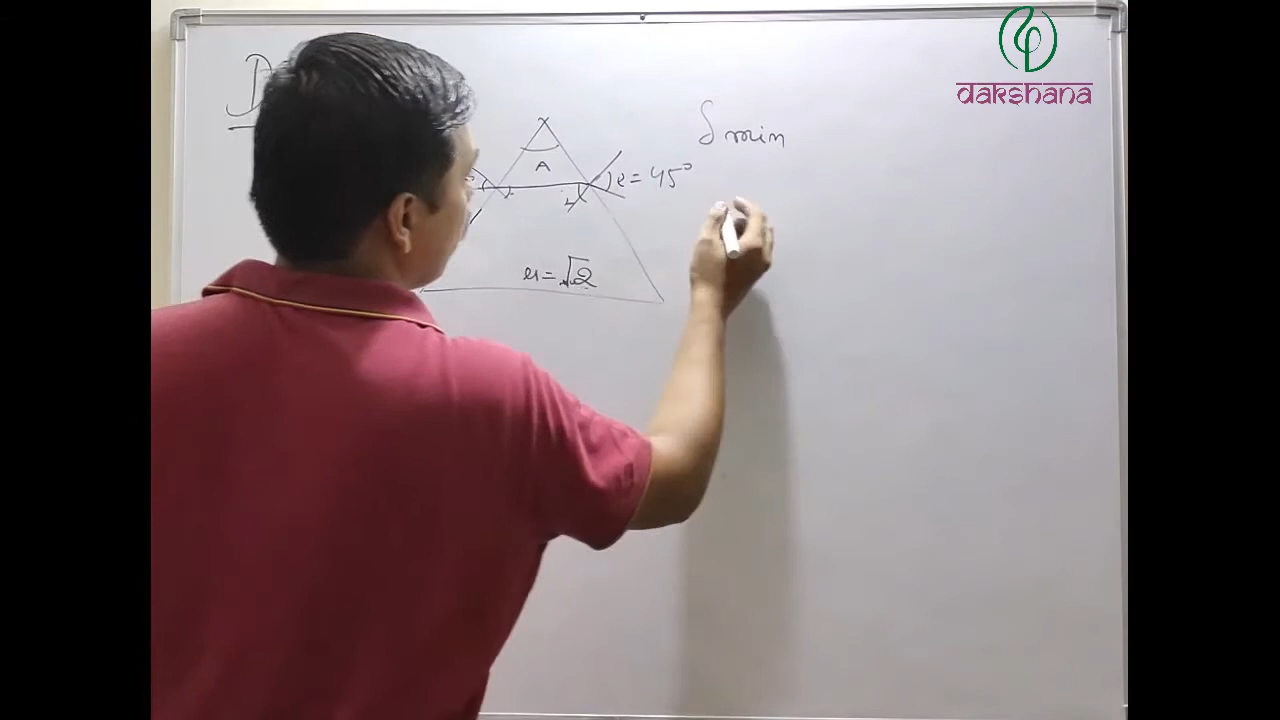 dakshana
D
δ min
A
e = 45°
r
μ = √2